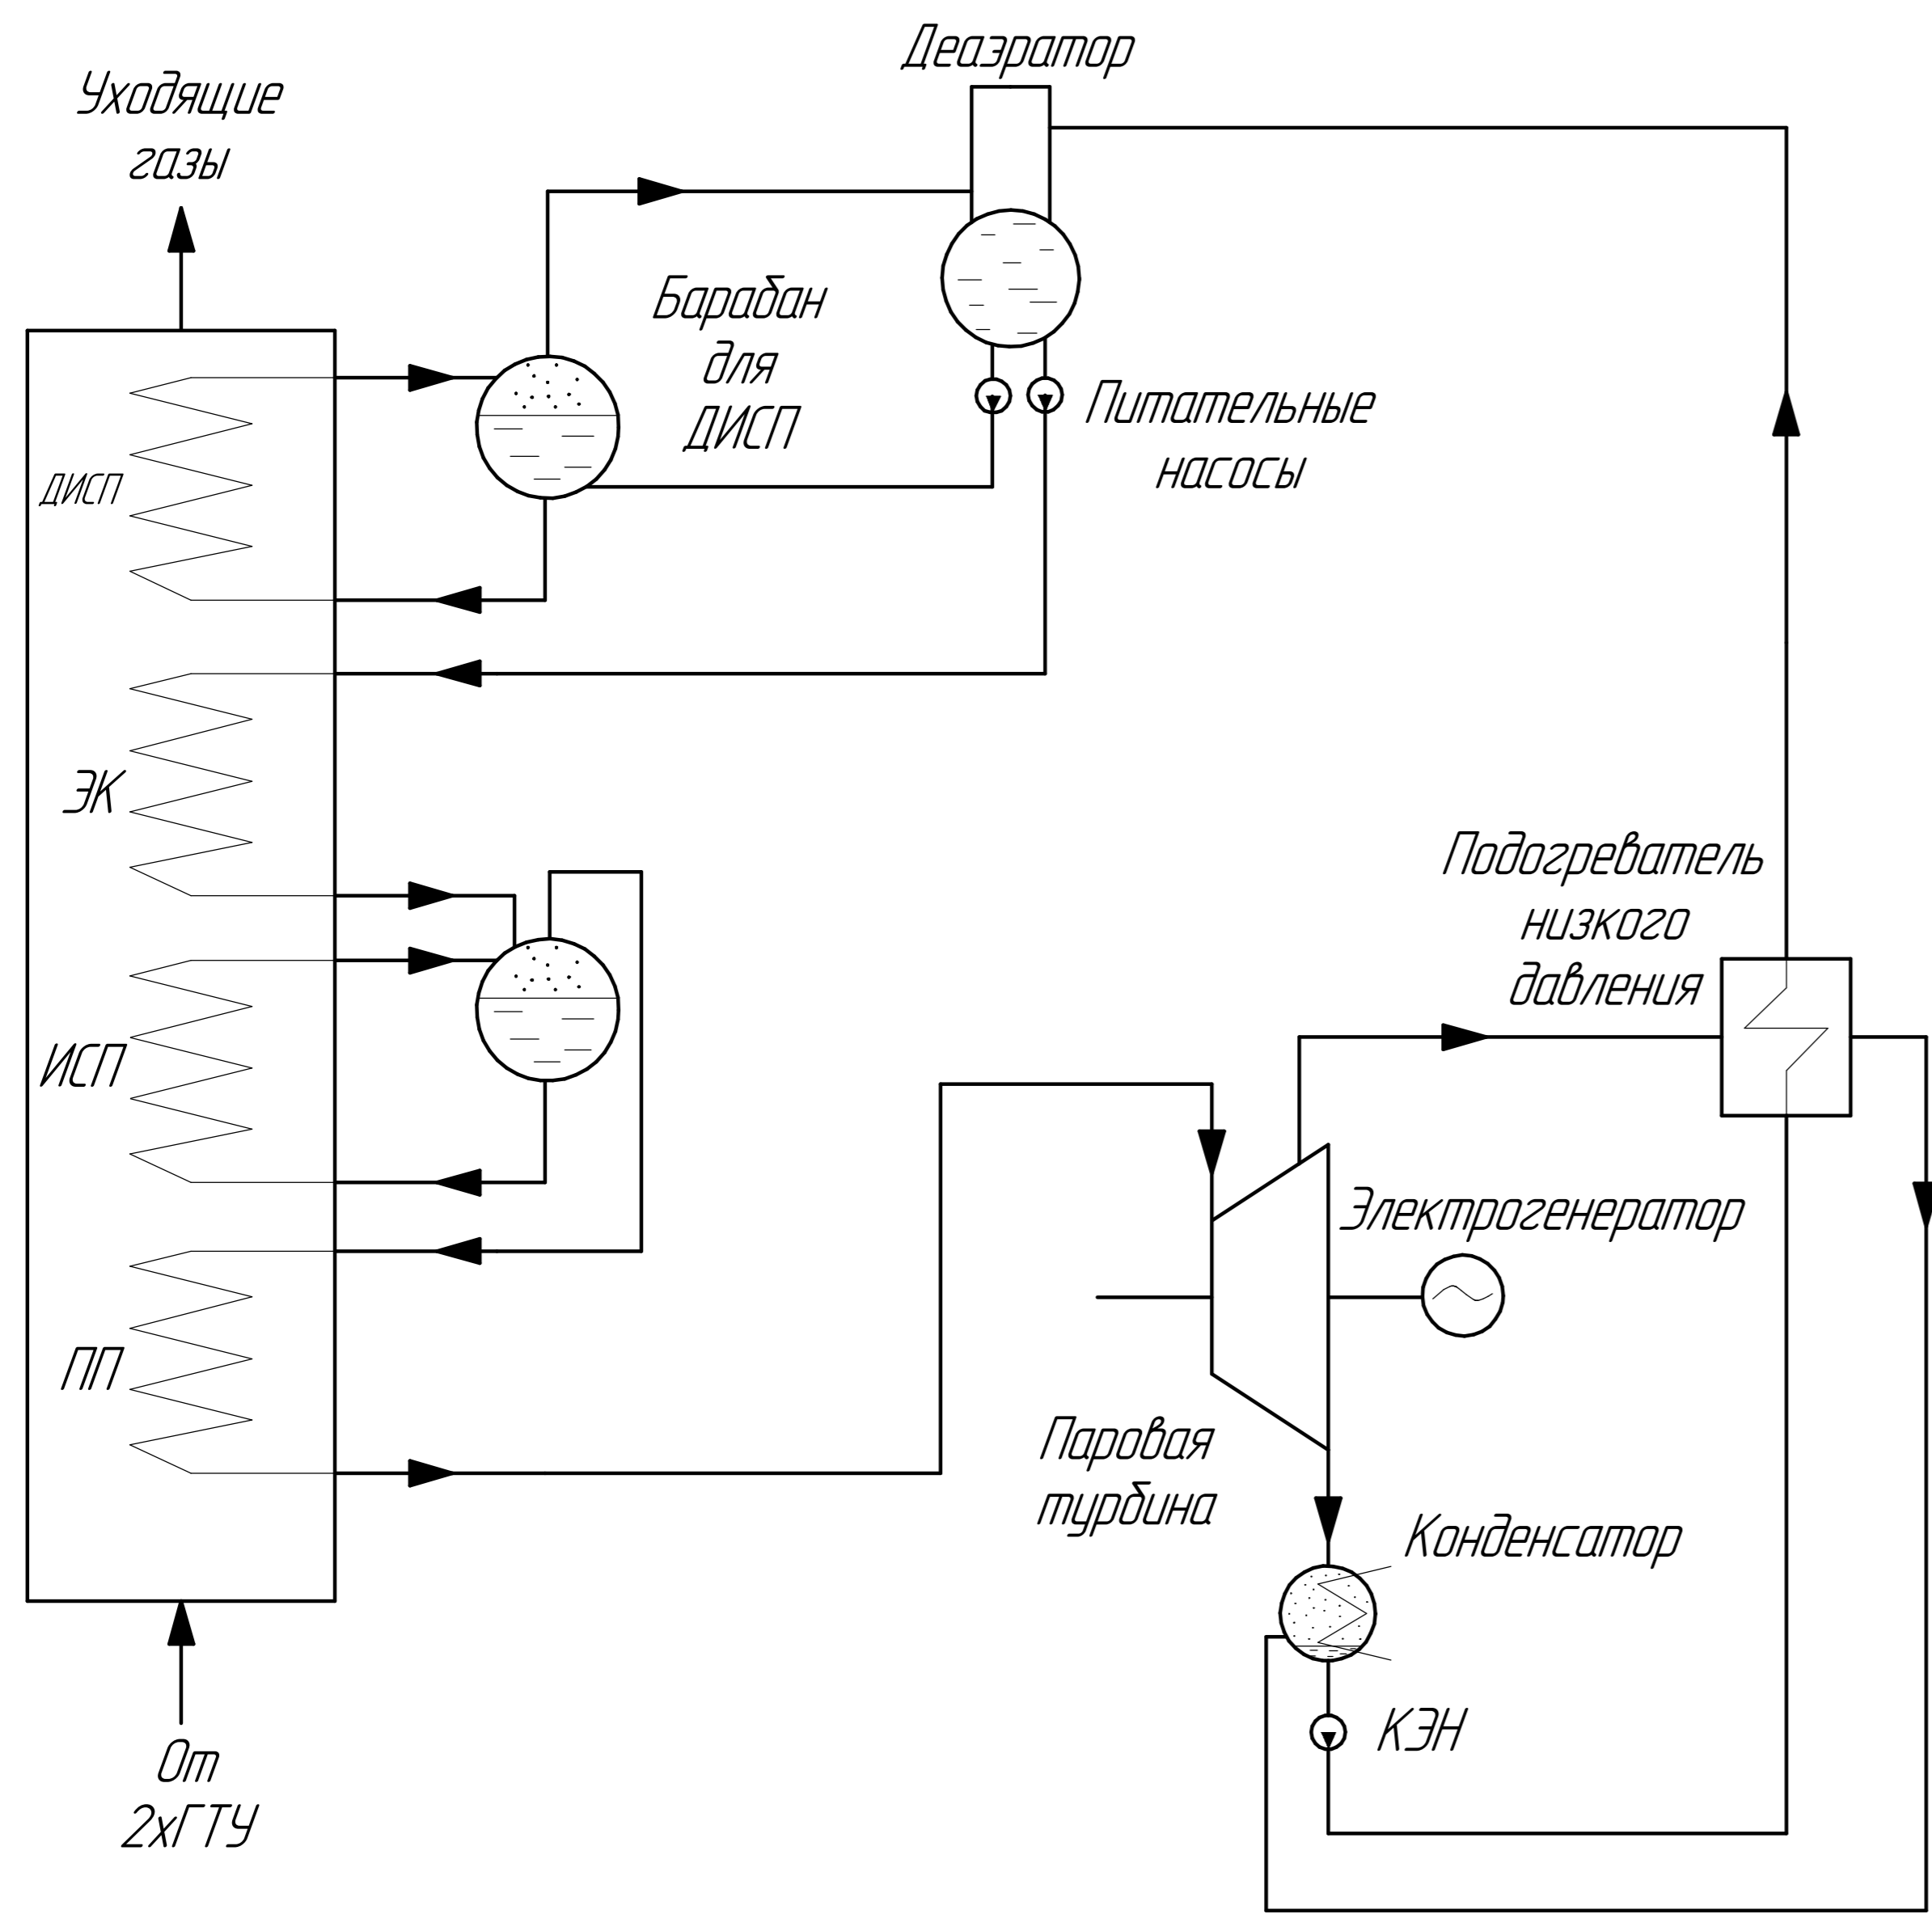 Деаэратор
Уходящие
газы
Барабан
для
ДИСП
Питательные
насосы
ДИСП
ЭК
Подогреватель
низкого
давления
ИСП
Электрогенератор
ПП
Паровая
турбина
Конденсатор
КЭН
От
2хГТУ